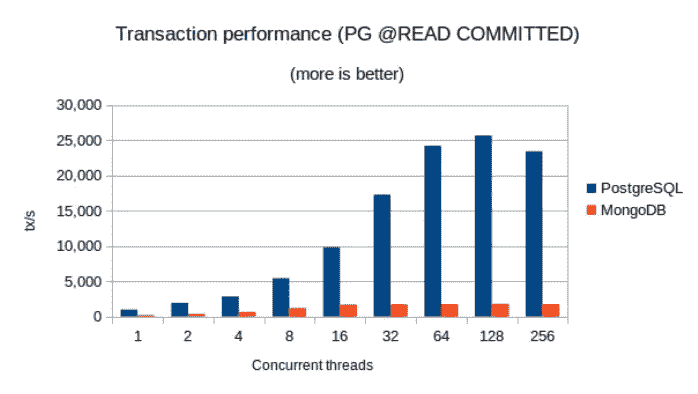 Transaction performance (PG @READ COMMITTED)
(more is better)
30,000
25,000
20,000
15,000
10,000
5,000
0
tx/s
PostgreSQL
MongoDB
1 2 4 8 16 32 64 128 256
Concurrent threads